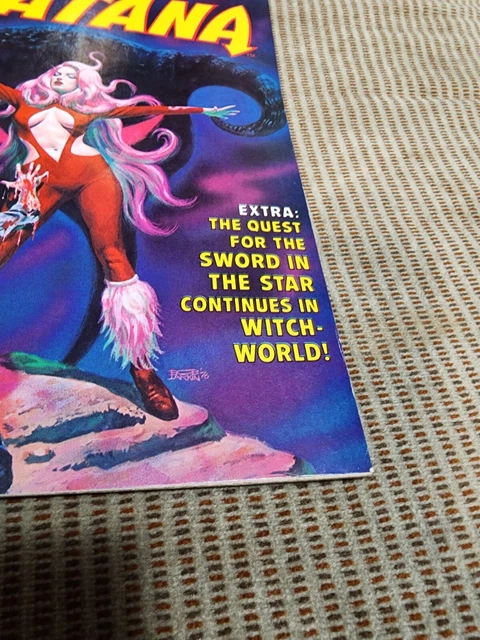 ATANA
EXTRA:
THE QUEST
FOR THE
SWORD IN
THE STAR
CONTINUES IN
WITCH-
WORLD!